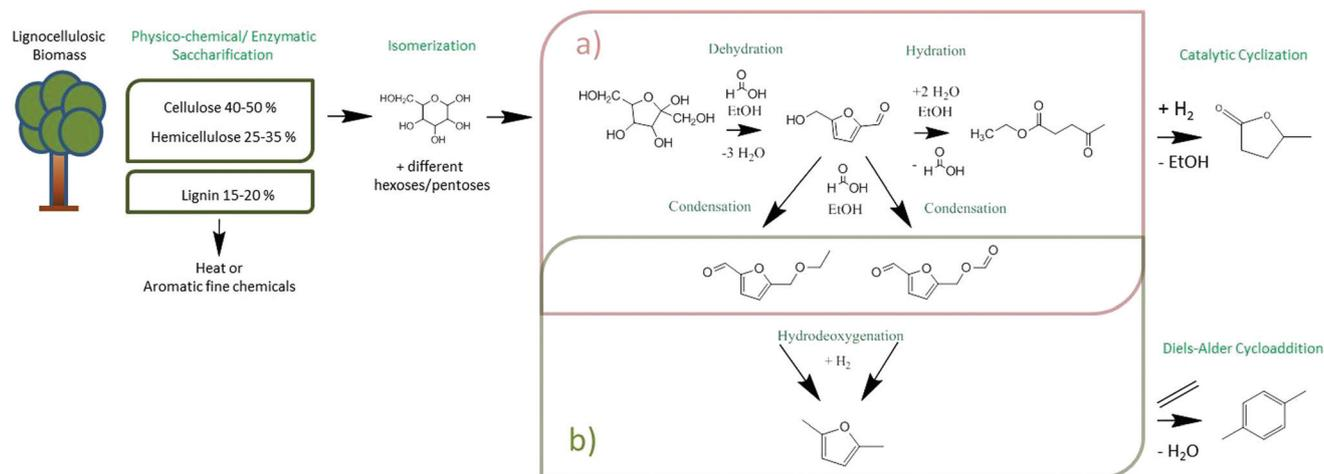 Lignocellulosic
Biomass
Physico-chemical/ Enzymatic
Saccharification
Cellulose 40-50 %
Hemicellulose 25-35 %
Lignin 15-20 %
Heat or
Aromatic fine chemicals
Isomerization
HOH₂C
O
OH
HO
OH
OH
+ different
hexoses/pentoses
a)
Dehydration
Hydration
HOH₂C
O
OH
CH₂OH
HO
OH
O
H
OH
EtOH
-3 H₂O
HO
O
O
+2 H₂O
EtOH
-
O
H
OH
H₃C
O
O
O
O
H
OH
EtOH
Condensation
Condensation
O
O
O
O
O
O
O
Hydrodeoxygenation
+ H₂
O
b)
Catalytic Cyclization
+ H₂
- EtOH
O
O
Diels-Alder Cycloaddition
- H₂O